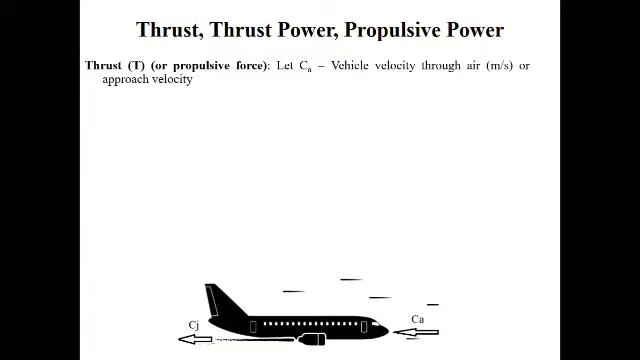 Thrust, Thrust Power, Propulsive Power
Thrust (T) (or propulsive force): Let Ca – Vehicle velocity through air (m/s) or
approach velocity
Cj
Ca